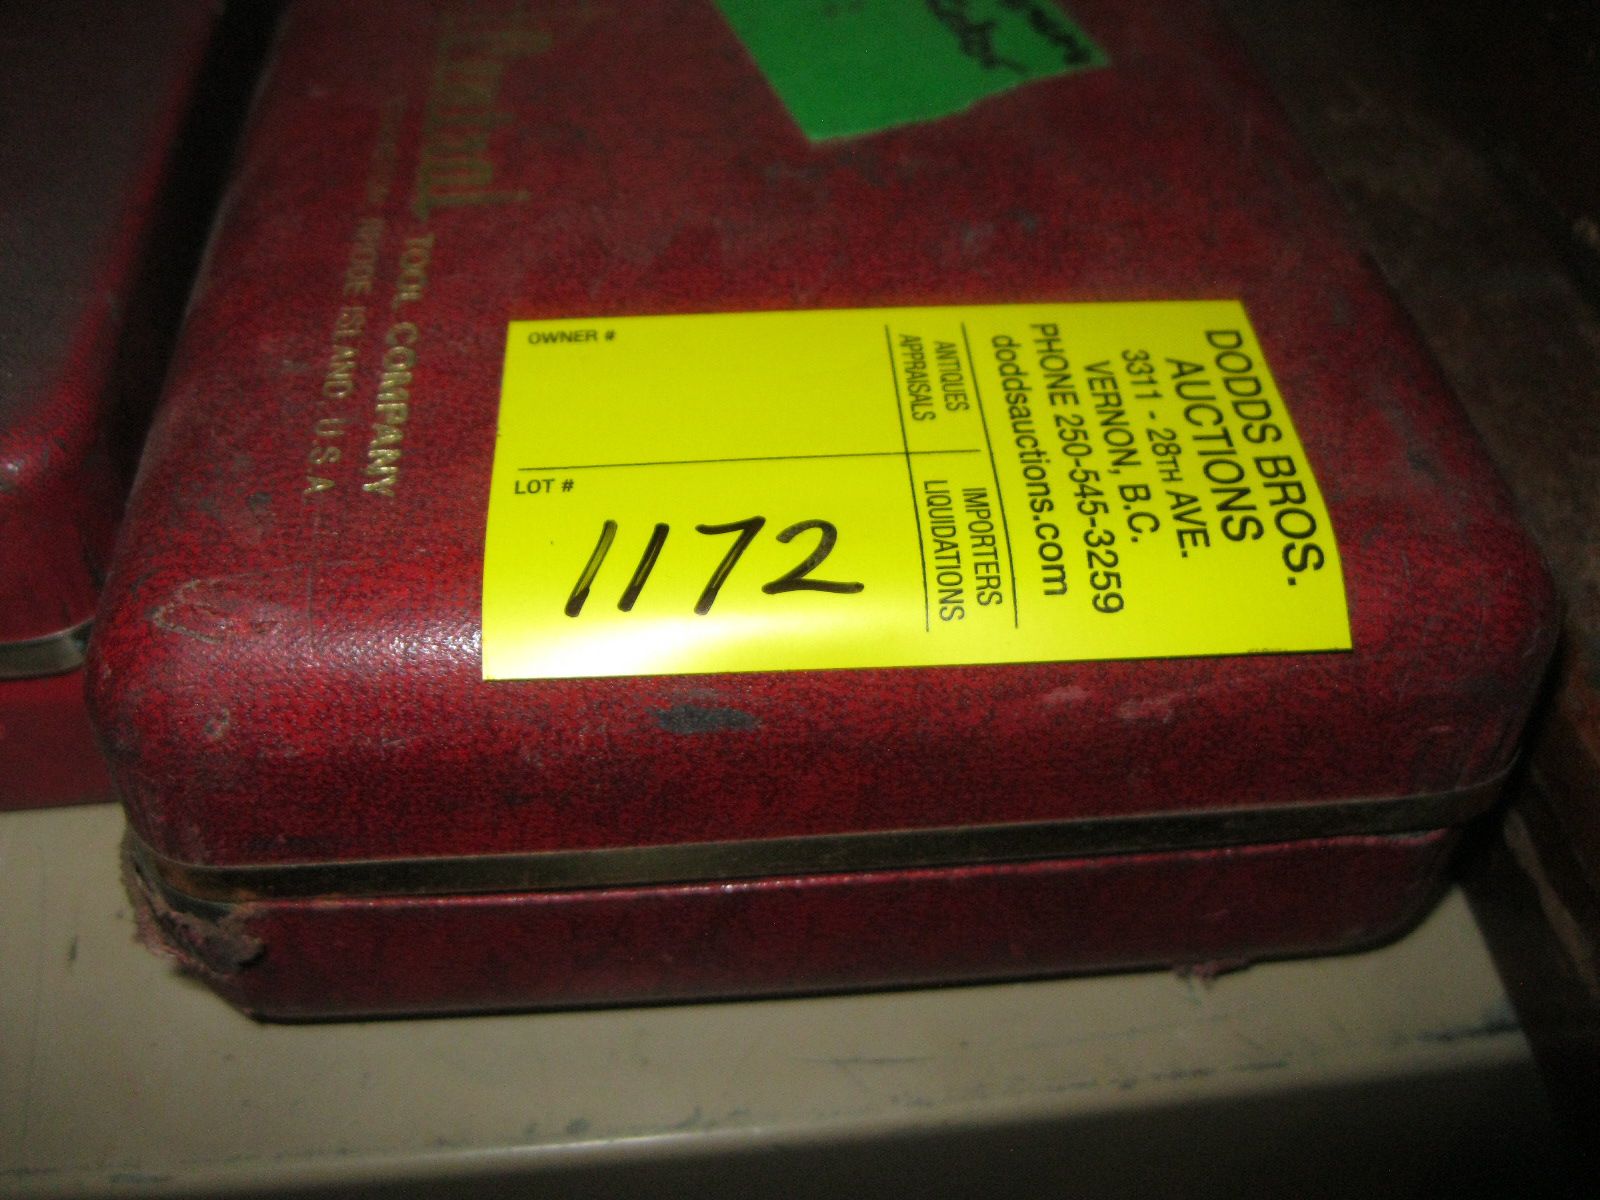 TOOL COMPANY
RHODE ISLAND U.S.A
DODDS BROS.
AUCTIONS
3311 - 28TH AVE.
VERNON, B.C.
PHONE 250-545-3259
doddsauctions.com
ANTIQUES IMPORTERS
APPRAISALS LIQUIDATIONS
OWNER #
LOT #
1172